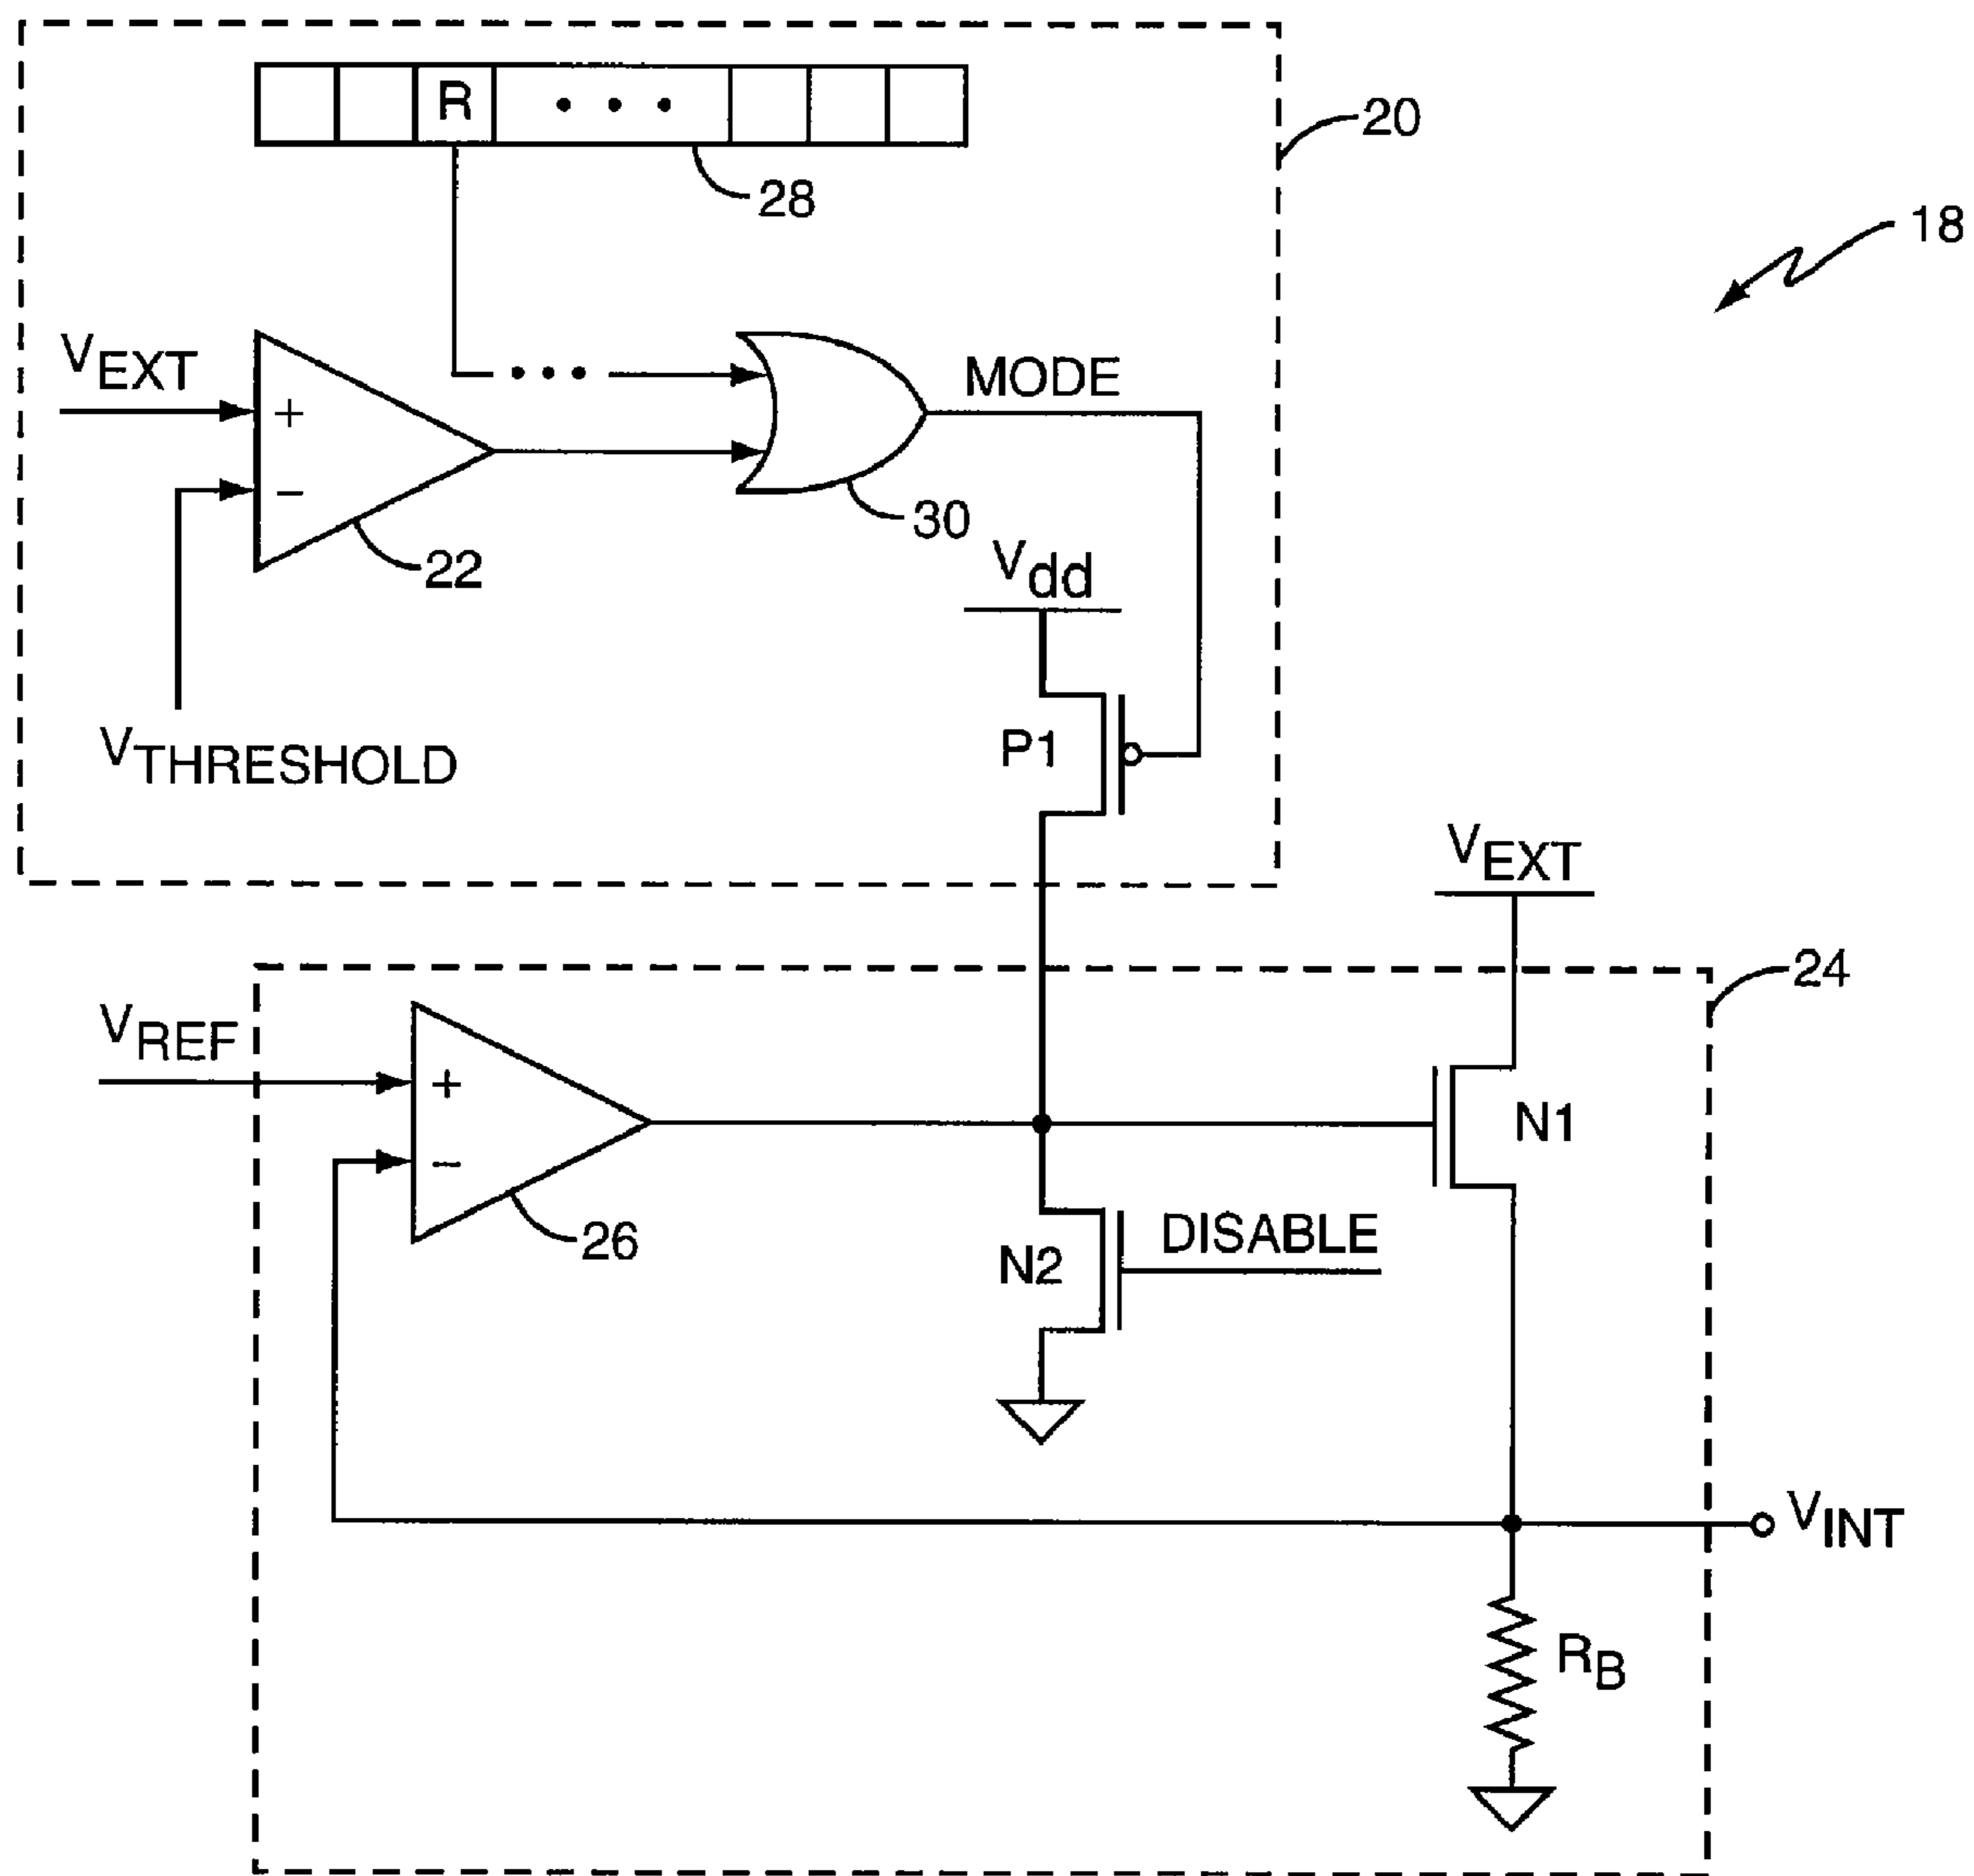 R • • •
20
28
18
VEXT
+
• • •
MODE
−
30
22
Vdd
VTHRESHOLD
P1
VEXT
24
VREF
+
N1
−
26
DISABLE
N2
VINT
RB